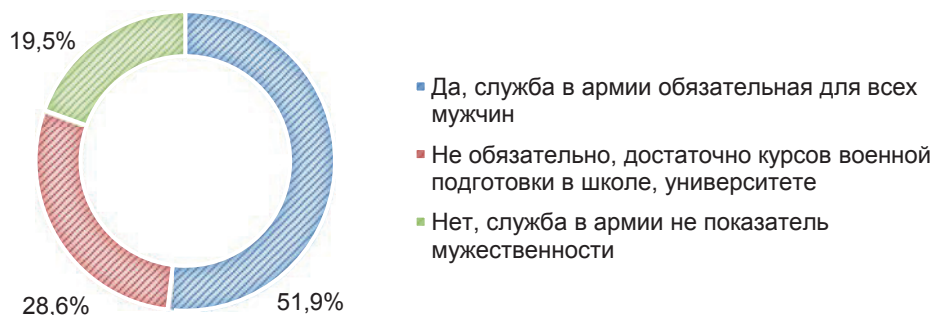 19,5%
Да, служба в армии обязательная для всех
мужчин
Не обязательно, достаточно курсов военной
подготовки в школе, университете
Нет, служба в армии не показатель
мужественности
28,6%
51,9%